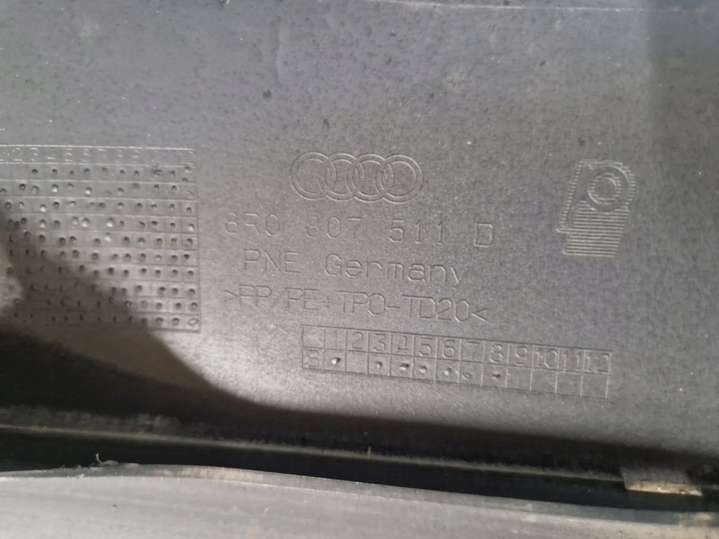 8R0 807 511 D
PNE Germany
>PP/PE+TPO-TD20<
1 2 3 4 5 6 7 8 9 10 11 12